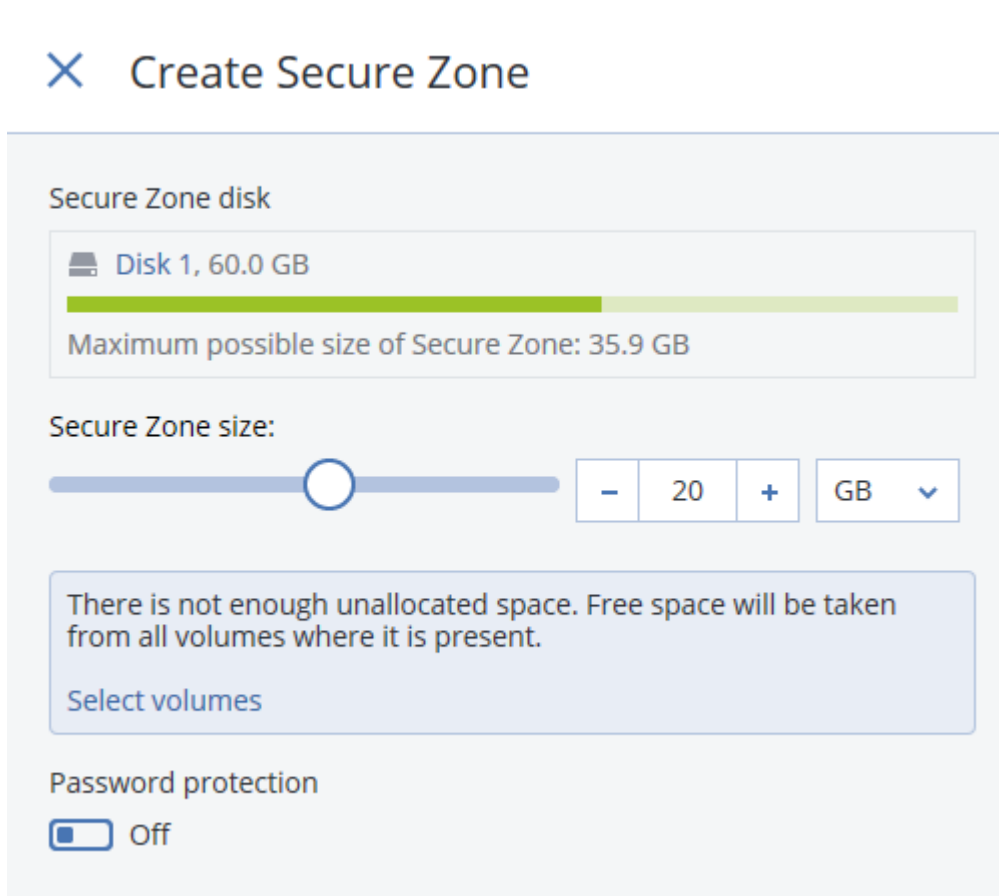 Create Secure Zone
Secure Zone disk
Disk 1, 60.0 GB
Maximum possible size of Secure Zone: 35.9 GB
Secure Zone size:
− 20 + GB
There is not enough unallocated space. Free space will be taken
from all volumes where it is present.
Select volumes
Password protection
Off